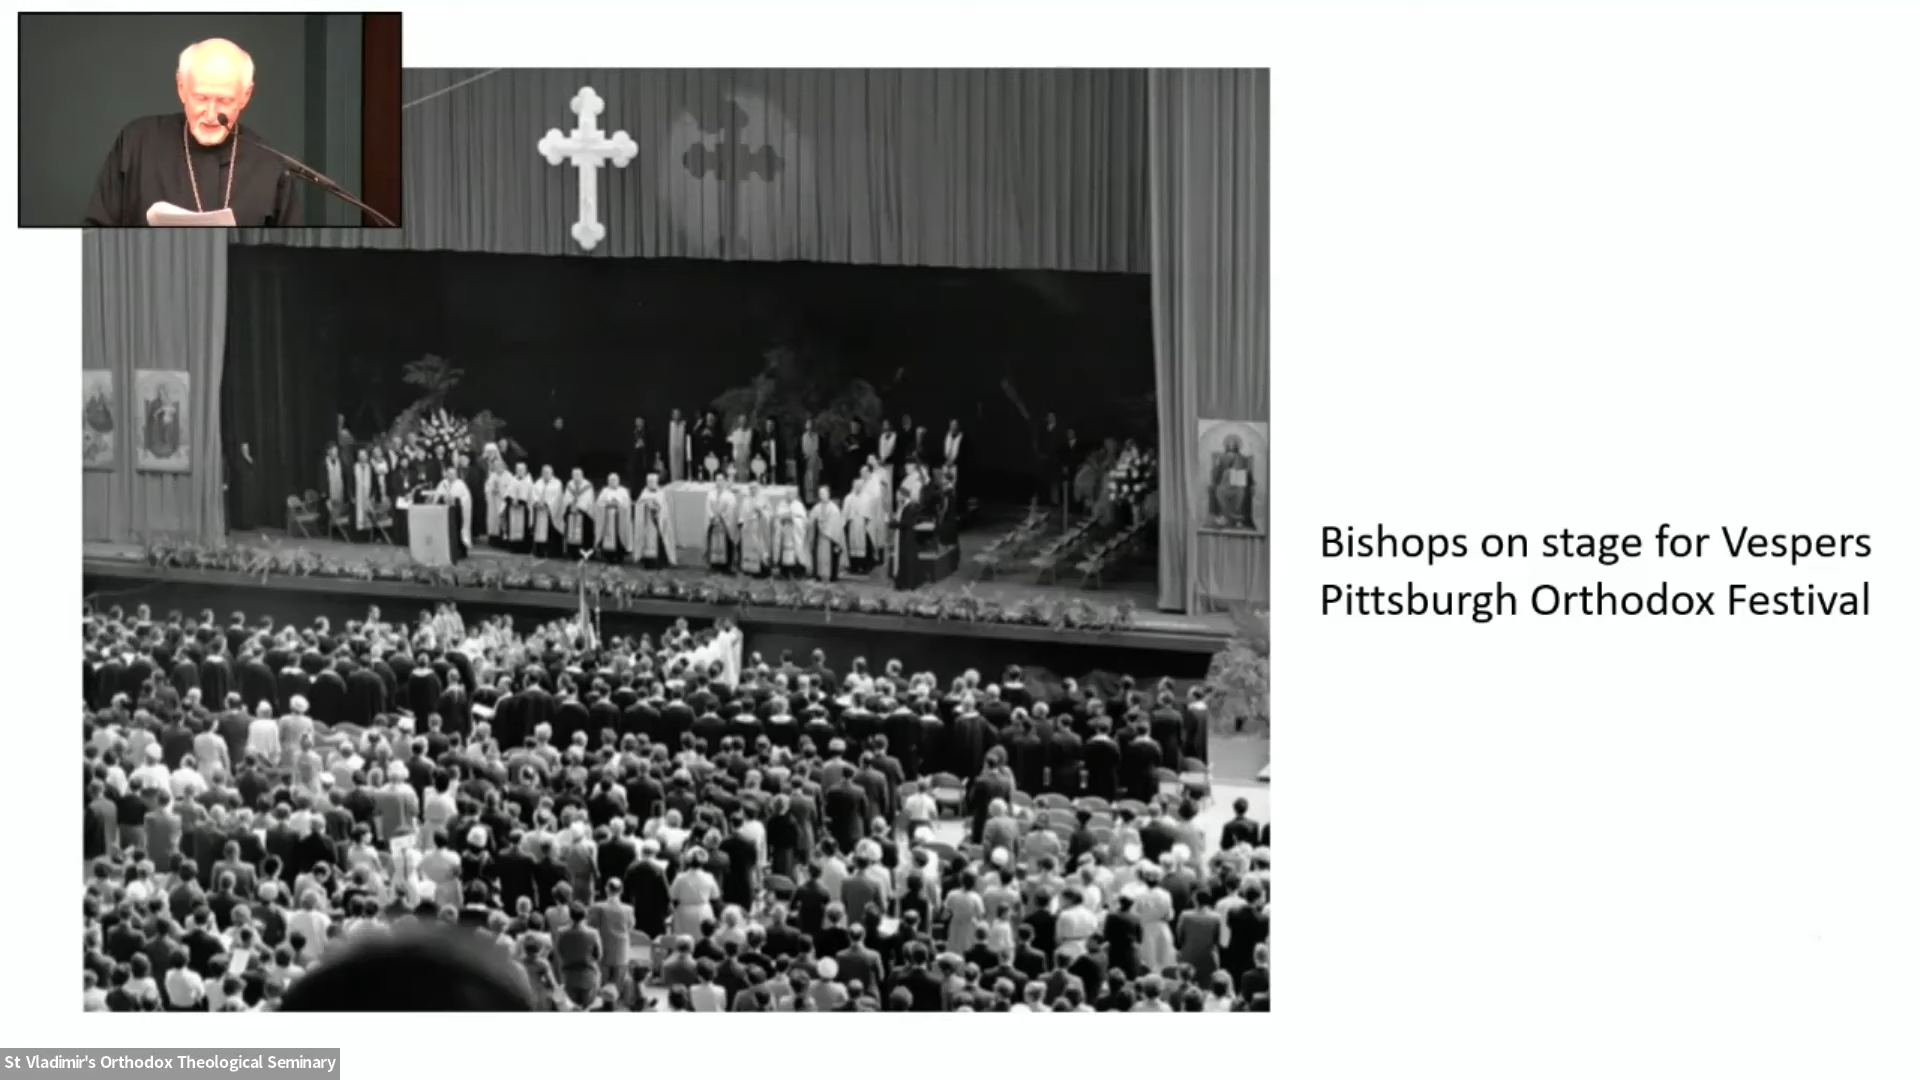 Bishops on stage for Vespers
Pittsburgh Orthodox Festival
St Vladimir's Orthodox Theological Seminary